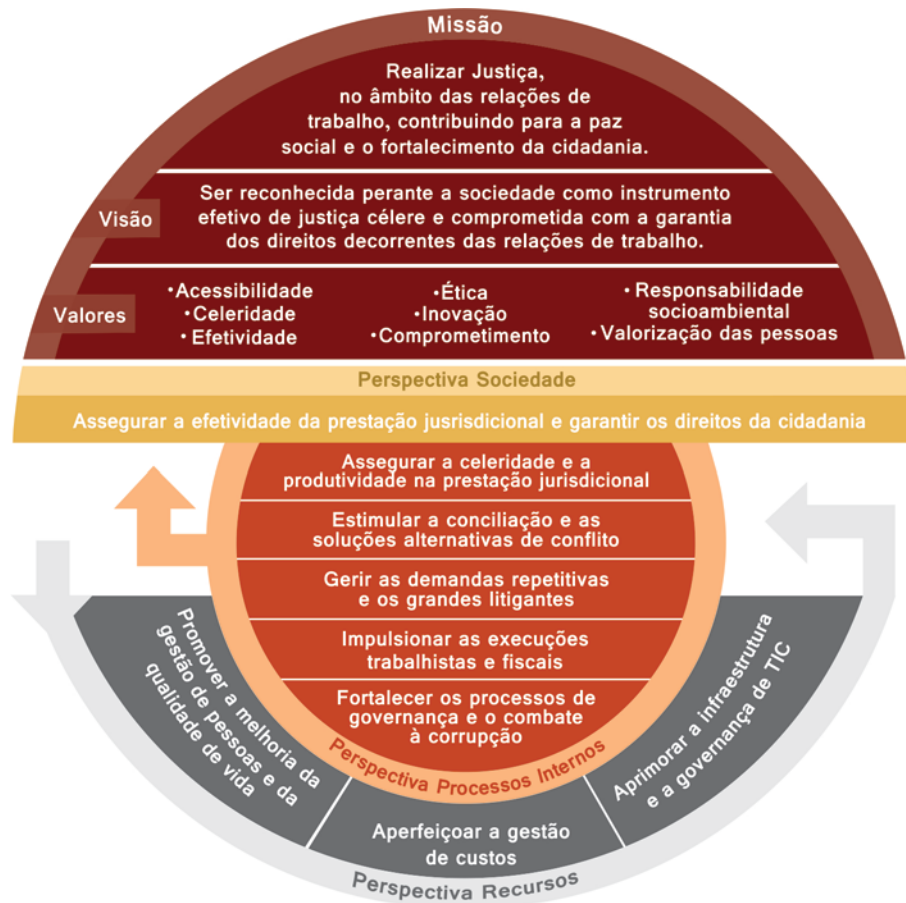 Missão
Realizar Justiça,
no âmbito das relações de
trabalho, contribuindo para a paz
social e o fortalecimento da cidadania.
Visão
Ser reconhecida perante a sociedade como instrumento
efetivo de justiça célere e comprometida com a garantia
dos direitos decorrentes das relações de trabalho.
Valores
•Acessibilidade
•Celeridade
•Efetividade
•Ética
•Inovação
•Comprometimento
• Responsabilidade
socioambiental
•Valorização das pessoas
Perspectiva Sociedade
Assegurar a efetividade da prestação jusrisdicional e garantir os direitos da cidadania
Assegurar a celeridade e a
produtividade na prestação jurisdicional
Estimular a conciliação e as
soluções alternativas de conflito
Gerir as demandas repetitivas
e os grandes litigantes
Impulsionar as execuções
trabalhistas e fiscais
Fortalecer os processos de
governança e o combate
à corrupção
Perspectiva Processos Internos
Promover a melhoria da
gestão de pessoas e da
qualidade de vida
Aperfeiçoar a gestão
de custos
Aprimorar a infraestrutura
e a governança de TIC
Perspectiva Recursos